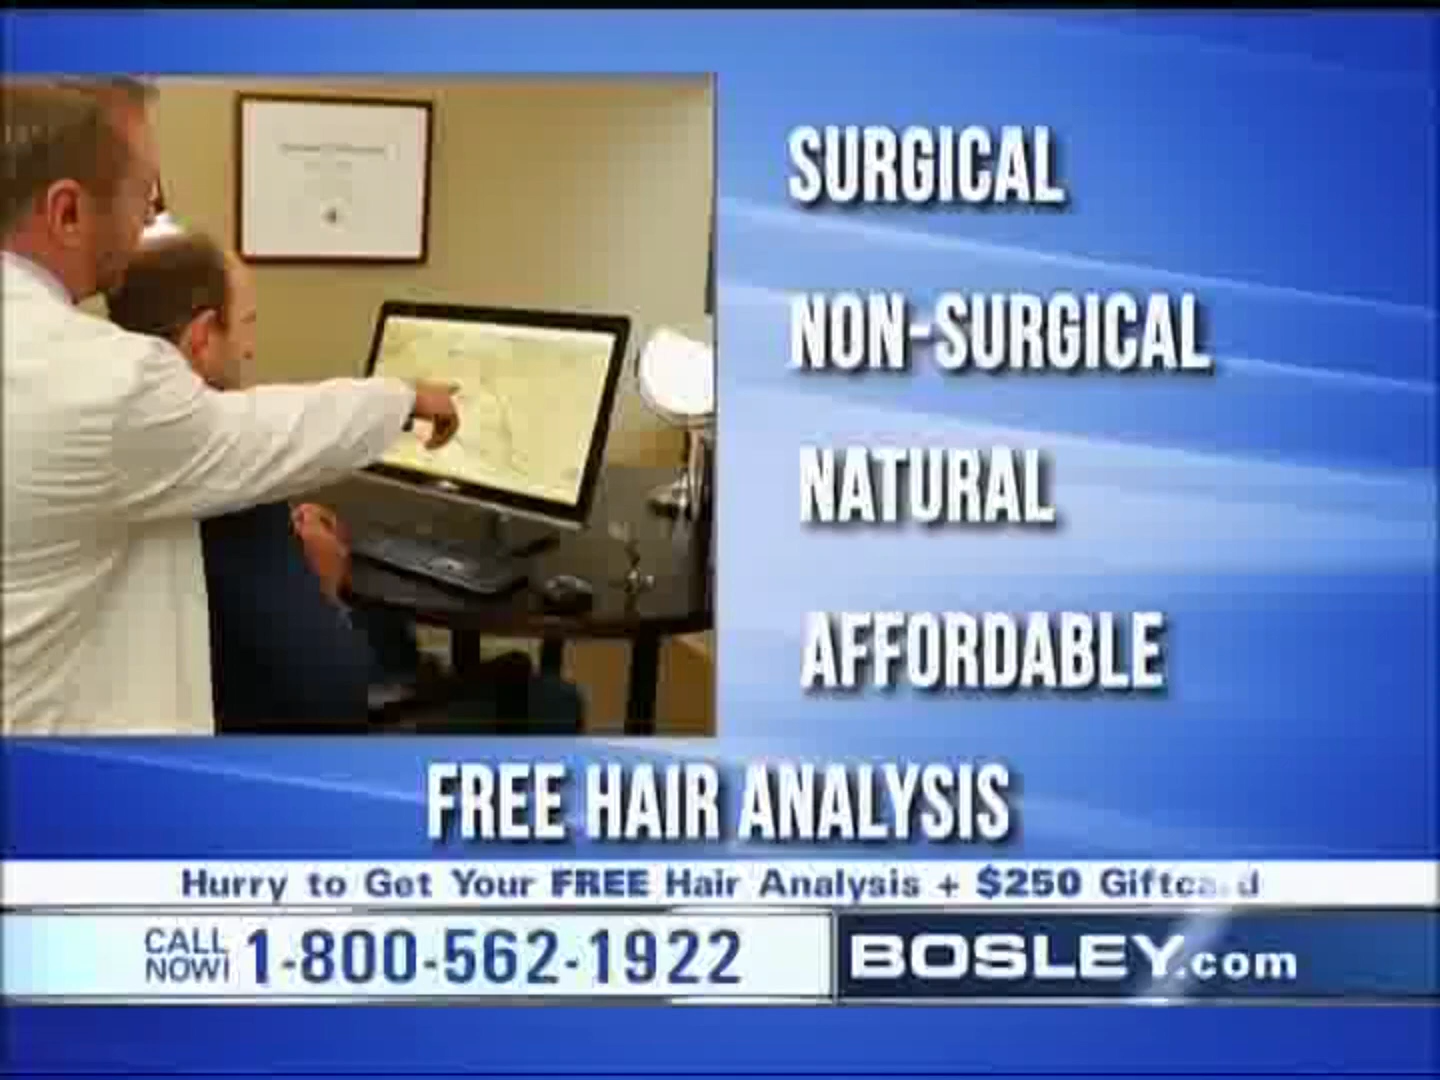 SURGICAL
NON-SURGICAL
NATURAL
AFFORDABLE
FREE HAIR ANALYSIS
Hurry to Get Your FREE Hair Analysis + $250 Giftcard
CALL NOW! 1-800-562-1922
BOSLEY.com